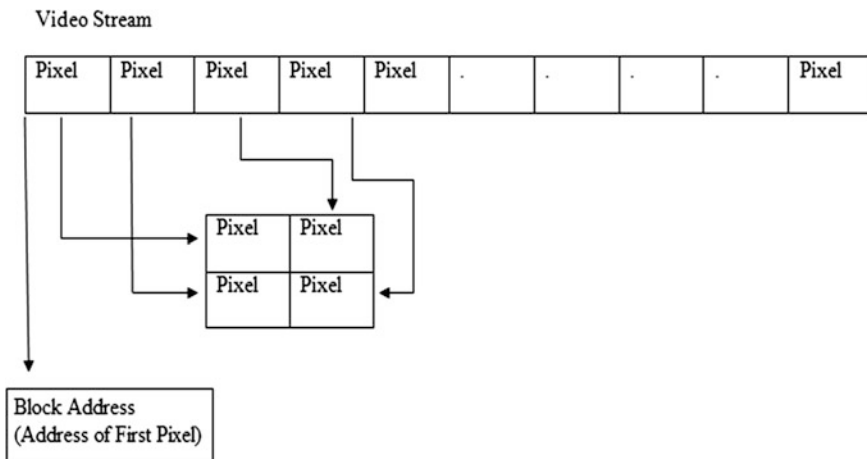 Video Stream
Pixel Pixel Pixel Pixel Pixel . . . . Pixel
Pixel Pixel
Pixel Pixel
Block Address
(Address of First Pixel)